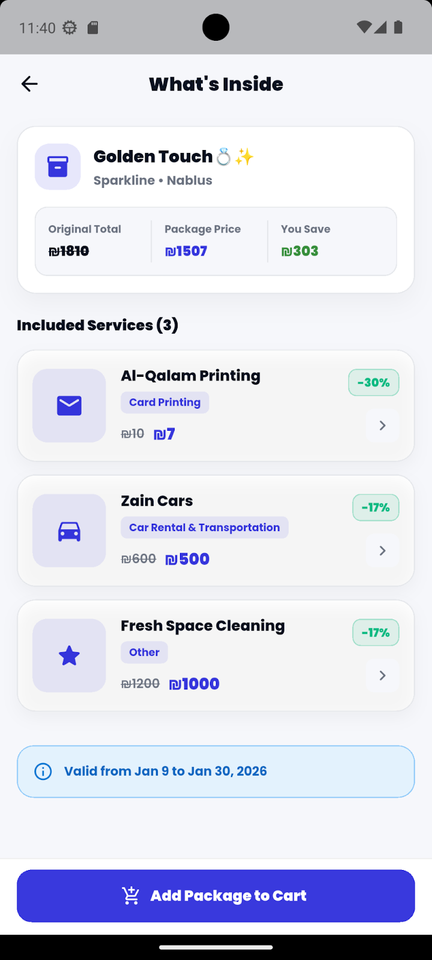 11:40
What's Inside
Golden Touch💍✨
Sparkline • Nablus
Original Total
Package Price
You Save
₪1810
₪1507
₪303
Included Services (3)
Al-Qalam Printing
-30%
Card Printing
₪10 ₪7
Zain Cars
-17%
Car Rental & Transportation
₪600 ₪500
Fresh Space Cleaning
-17%
Other
₪1200 ₪1000
Valid from Jan 9 to Jan 30, 2026
Add Package to Cart